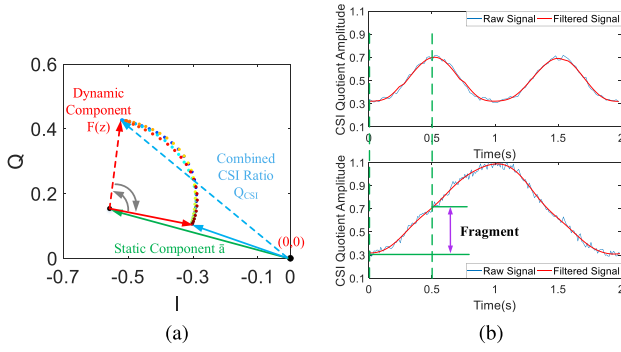 (a)
0.6
0.4
0.2
0
Q
Dynamic
Component
F(z)
Combined
CSI Ratio
Q_CSI
(0,0)
Static Component ā
-0.7
-0.5
-0.3
-0.1
0
I
(a)
(b)
Raw Signal
Filtered Signal
CSI Quotient Amplitude
1.1
0.9
0.7
0.5
0.3
0.1
0
0.5
1
1.5
2
Time(s)
CSI Quotient Amplitude
1.1
0.9
0.7
0.5
0.3
0.1
Fragment
Raw Signal
Filtered Signal
0
0.5
1
1.5
2
Time(s)
(b)